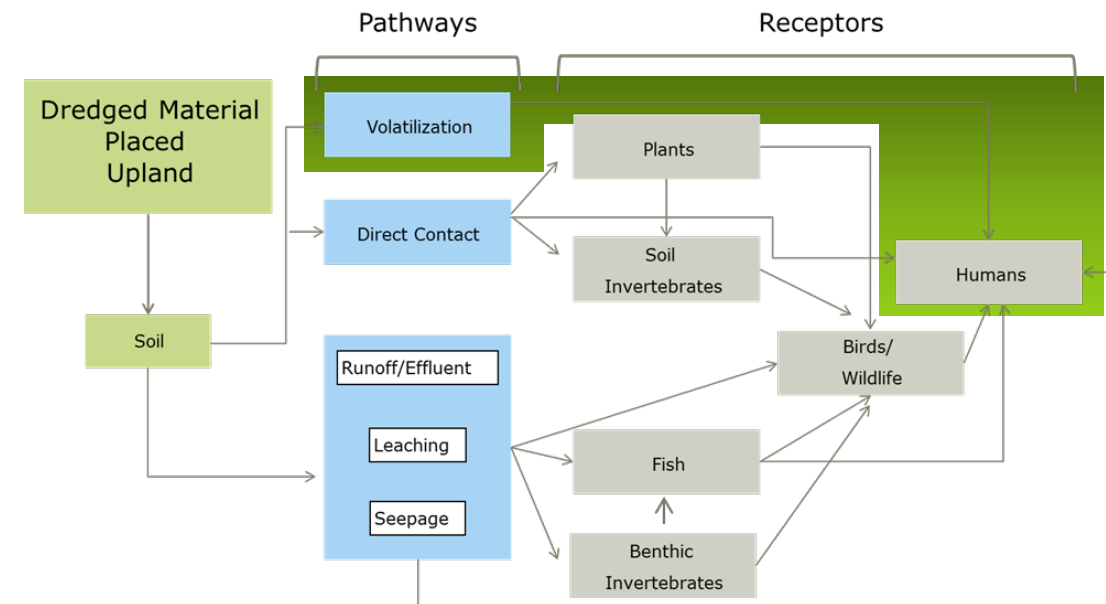 Pathways
Receptors
Dredged Material
Placed
Upland
Volatilization
Plants
Direct Contact
Soil
Invertebrates
Humans
Soil
Runoff/Effluent
Birds/
Wildlife
Leaching
Fish
Seepage
Benthic
Invertebrates